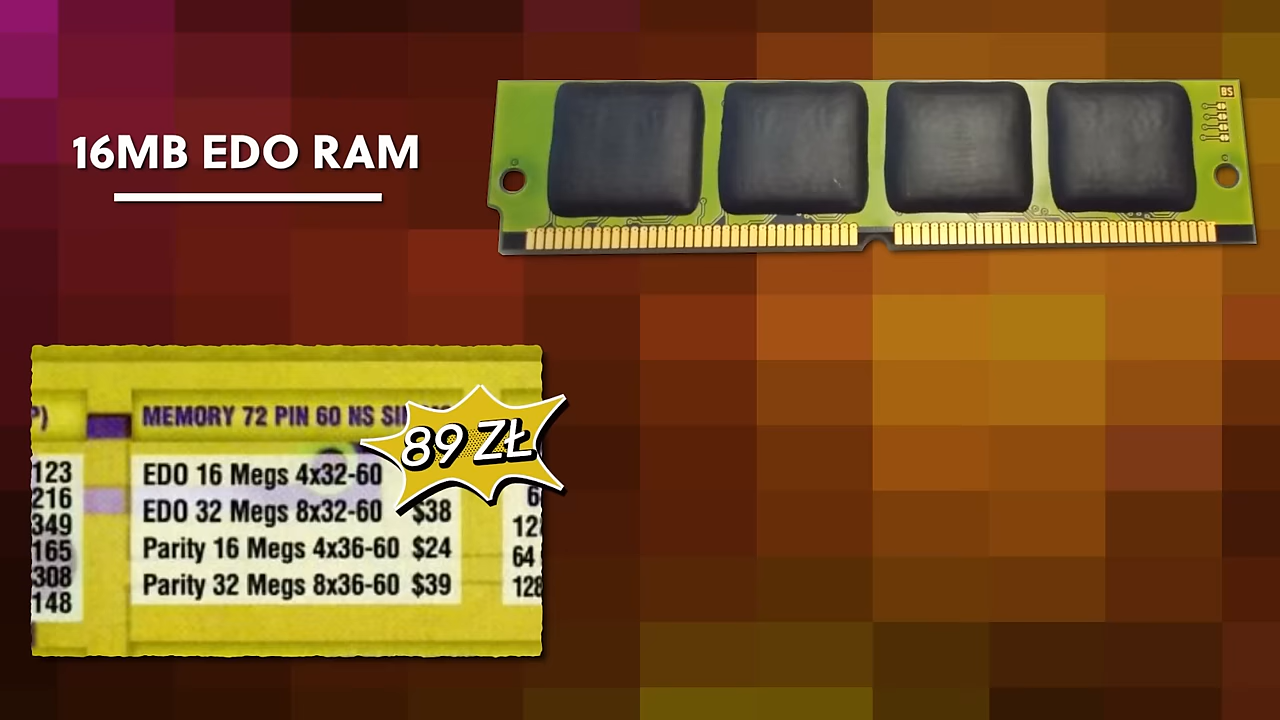 16MB EDO RAM
BS
P)
123
216
349
165
308
148
MEMORY 72 PIN 60 NS
EDO 16 Megs 4x32-60
EDO 32 Megs 8x32-60 $38
Parity 16 Megs 4x36-60 $24
Parity 32 Megs 8x36-60 $39
89 ZŁ
64
128